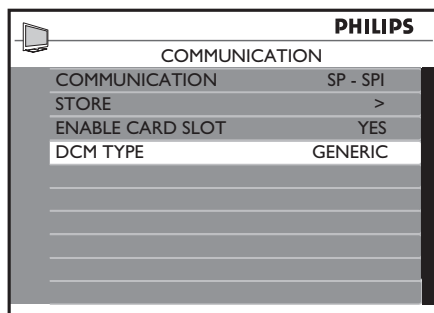 PHILIPS
COMMUNICATION
COMMUNICATION SP - SPI
STORE >
ENABLE CARD SLOT YES
DCM TYPE GENERIC